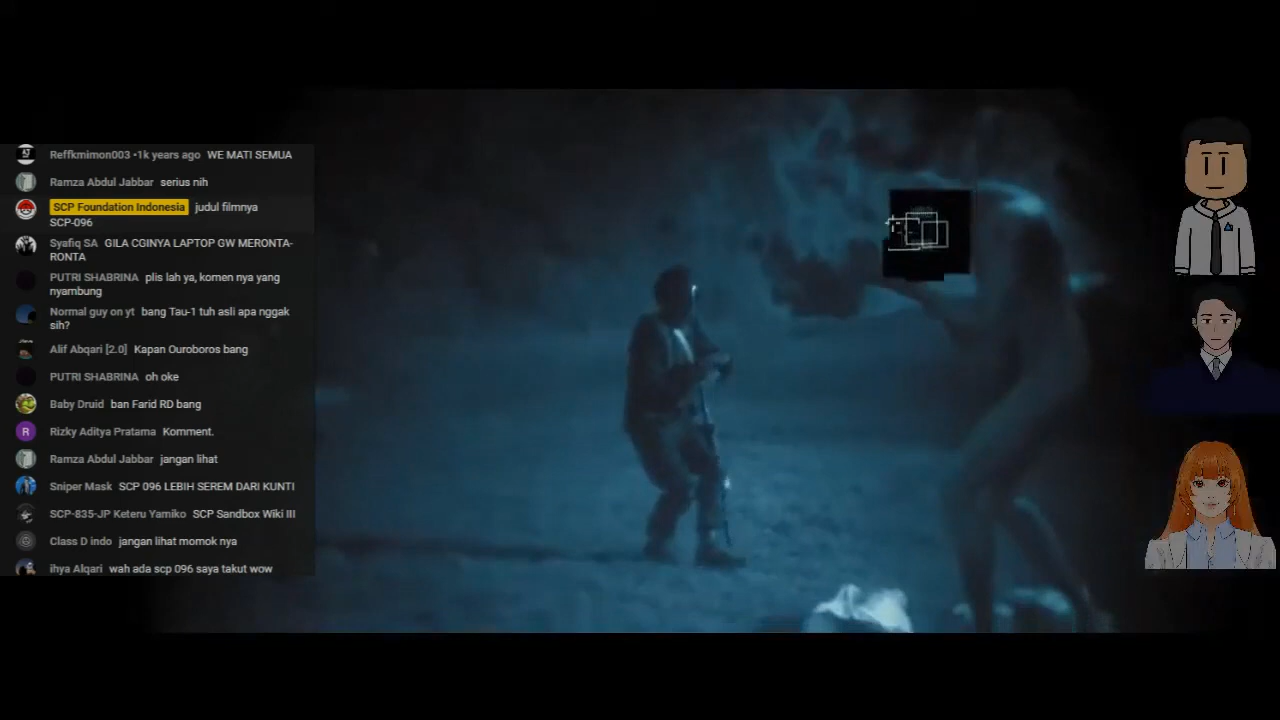 Reffkmimon003 •1k years ago WE MATI SEMUA
Ramza Abdul Jabbar serius nih
SCP Foundation Indonesia judul filmnya
SCP-096
Syafiq SA GILA CGINYA LAPTOP GW MERONTA-
RONTA
PUTRI SHABRINA plis lah ya, komen nya yang
nyambung
Normal guy on yt bang Tau-1 tuh asli apa nggak
sih?
Alif Abqari [2.0] Kapan Ouroboros bang
PUTRI SHABRINA oh oke
Baby Druid ban Farid RD bang
R Rizky Aditya Pratama Komment.
Ramza Abdul Jabbar jangan lihat
Sniper Mask SCP 096 LEBIH SEREM DARI KUNTI
SCP-835-JP Keteru Yamiko SCP Sandbox Wiki III
Class D indo jangan lihat momok nya
ihya Alqari wah ada scp 096 saya takut wow